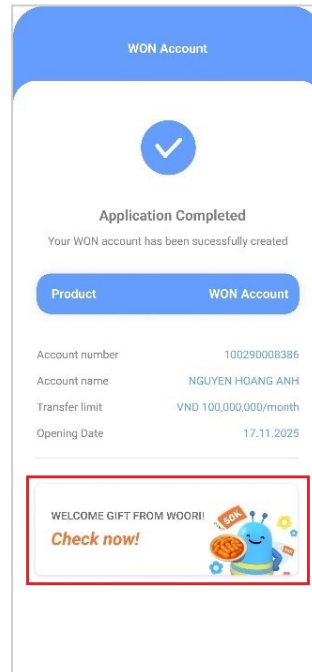 WON Account
Application Completed
Your WON account has been sucessfully created
Product WON Account
Account number 100290008386
Account name NGUYEN HOANG ANH
Transfer limit VND 100,000,000/month
Opening Date 17.11.2025
WELCOME GIFT FROM WOORI!
Check now!
50K